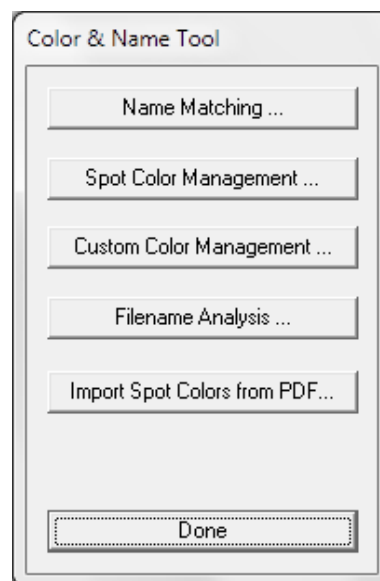 Color & Name Tool
Name Matching ...
Spot Color Management ...
Custom Color Management ...
Filename Analysis ...
Import Spot Colors from PDF...
Done